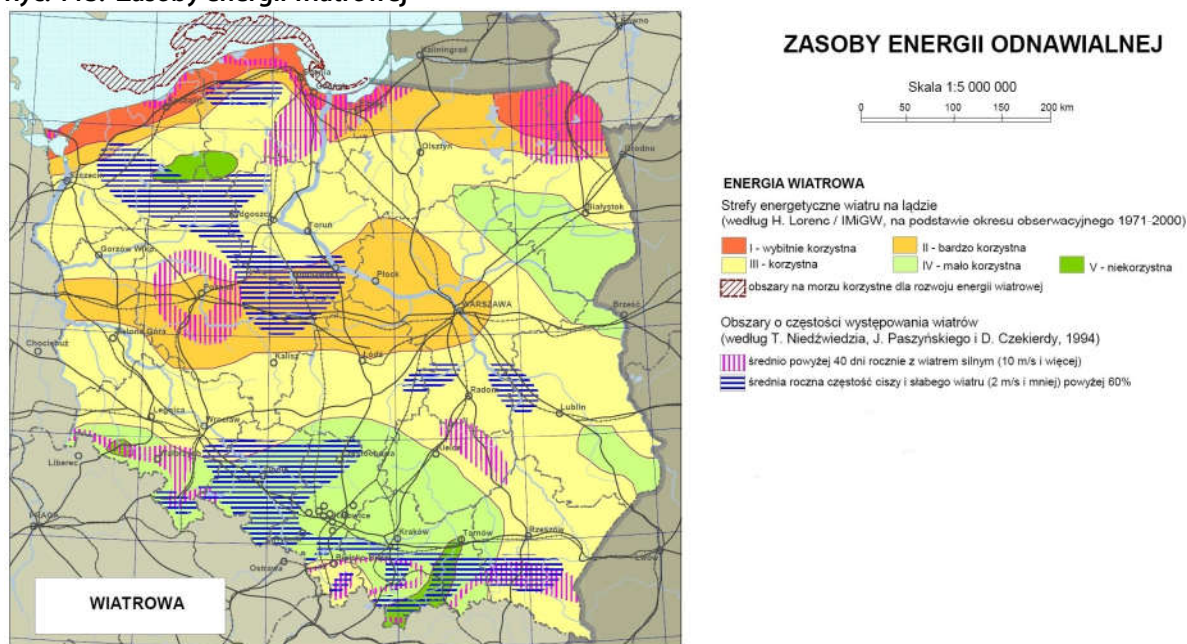 ZASOBY ENERGII ODNAWIALNEJ
Skala 1:5 000 000
0 50 100 150 200 km
ENERGIA WIATROWA
Strefy energetyczne wiatru na lądzie
(według H. Lorenc / IMiGW, na podstawie okresu obserwacyjnego 1971-2000)
I - wybitnie korzystna
II - bardzo korzystna
III - korzystna
IV - mało korzystna
V - niekorzystna
obszary na morzu korzystne dla rozwoju energii wiatrowej
Obszary o częstości występowania wiatrów
(według T. Niedźwiedzia, J. Paszyńskiego i D. Czekierdy, 1994)
średnio powyżej 40 dni rocznie z wiatrem silnym (10 m/s i więcej)
średnia roczna częstość ciszy i słabego wiatru (2 m/s i mniej) powyżej 60%
Kaliningrad
Olsztyn
Grodno
Białystok
Szczecin
Bydgoszcz
Toruń
Gorzów Wlkp.
Płock
Poznań
WARSZAWA
Brześć
Zielona Góra
Chociebuż
Kalisz
Łódź
Radom
Legnica
Lublin
Wrocław
Liberec
Kielce
PRAGA
Kraków
Tarnów
Rzeszów
Lwów
Ostrawa
WIATROWA